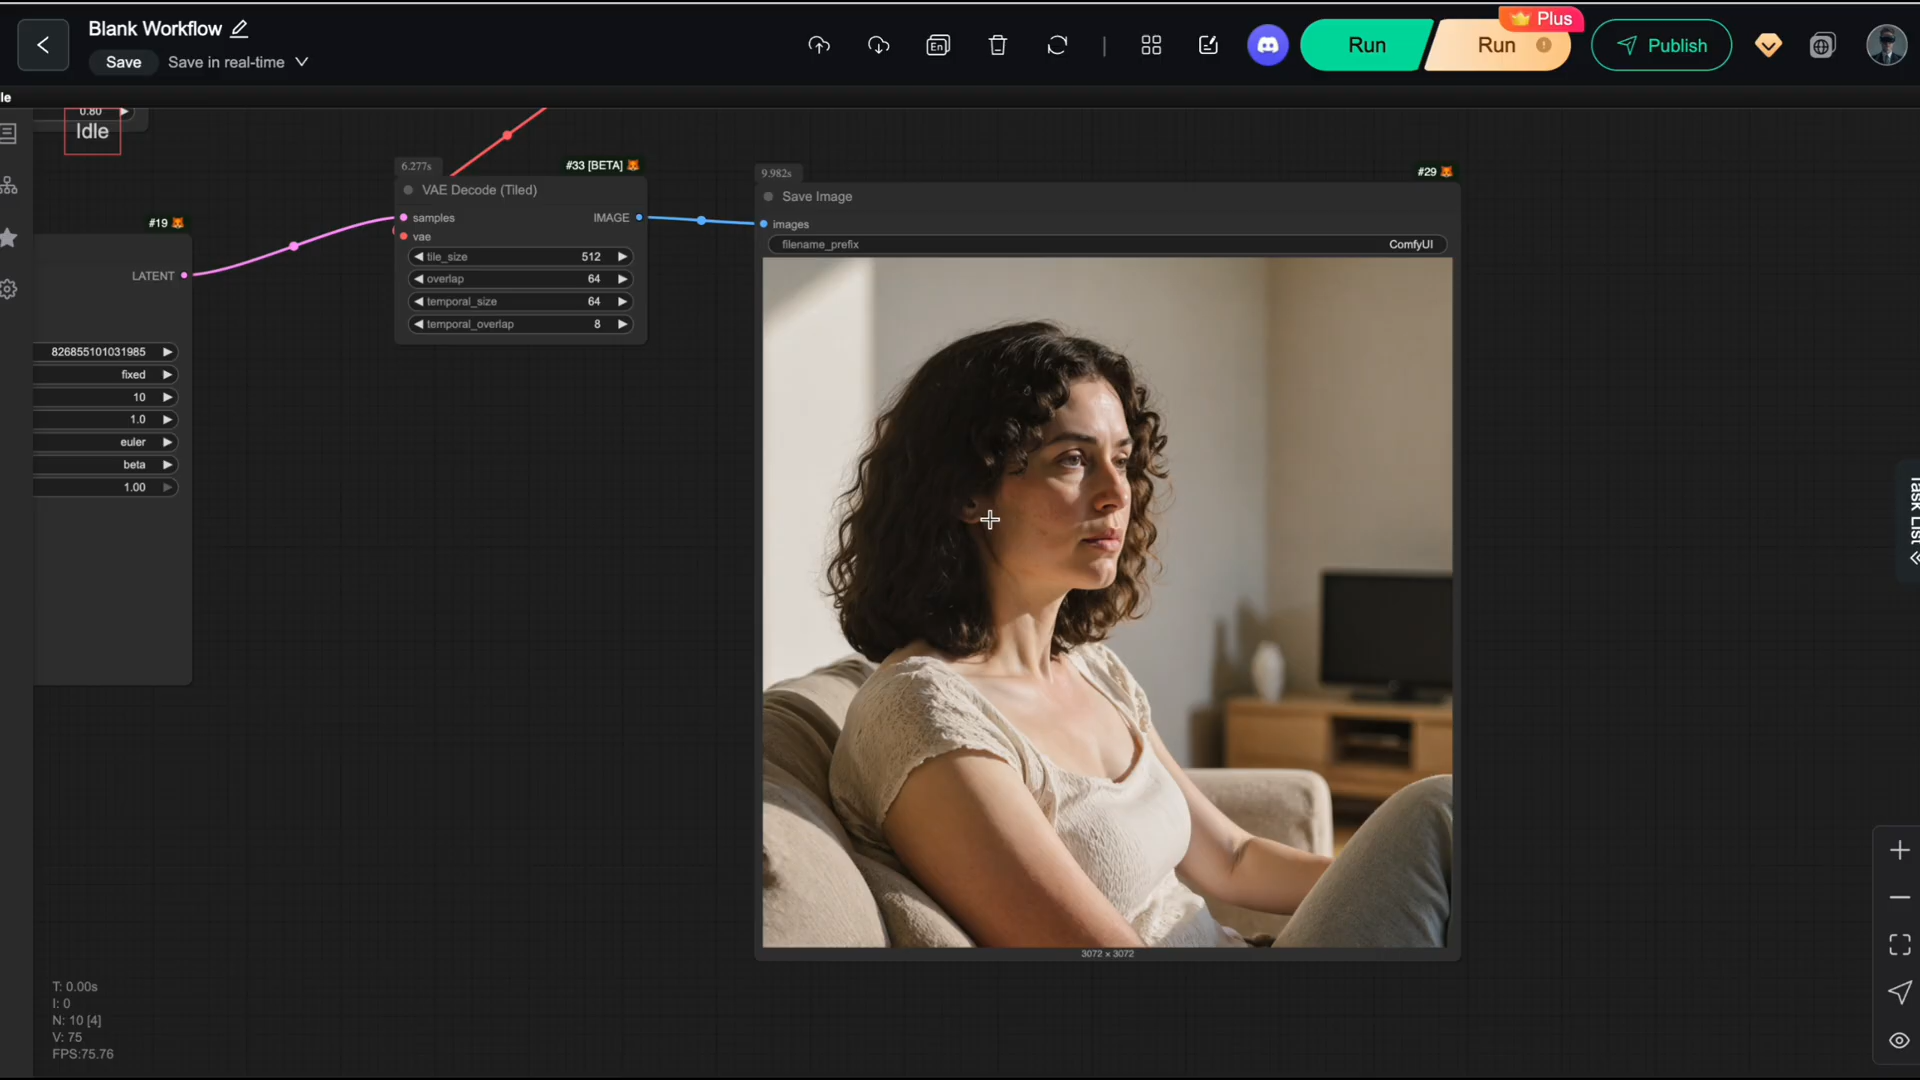 Blank Workflow
Save
Save in real-time
En
Run
Run
Plus
Publish
le
0.80
Idle
#19
LATENT
826855101031985
fixed
10
1.0
euler
beta
1.00
6.277s
#33 [BETA]
VAE Decode (Tiled)
samples
IMAGE
vae
tile_size 512
overlap 64
temporal_size 64
temporal_overlap 8
9.982s
#29
Save Image
images
filename_prefix ComfyUI
3072 × 3072
Task List
T: 0.00s
I: 0
N: 10 [4]
V: 75
FPS:75.76